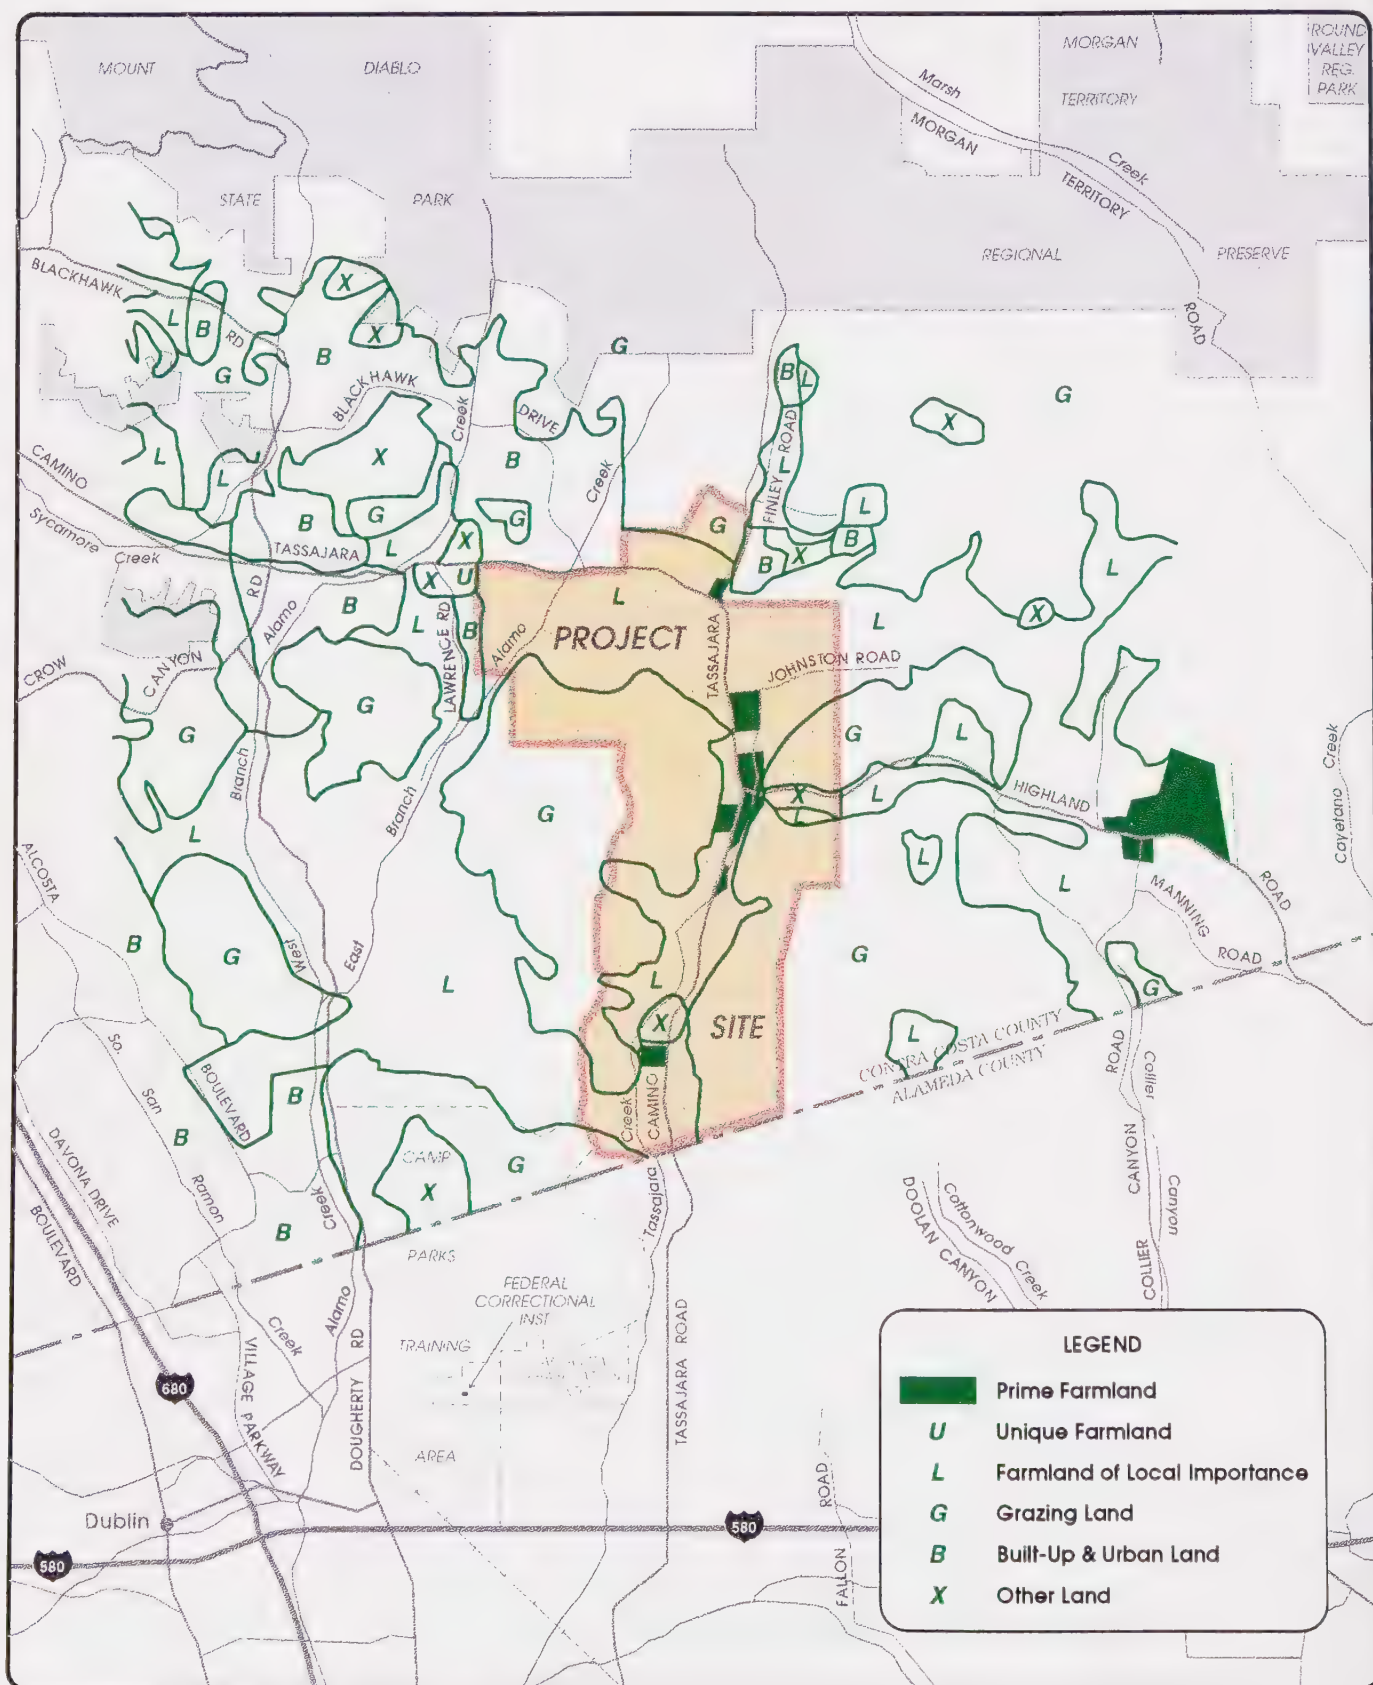 MOUNT
DIABLO
STATE
PARK
MORGAN
TERRITORY
ROUND
VALLEY
REG.
PARK
Marsh
Creek
MORGAN
TERRITORY
ROAD
REGIONAL
PRESERVE
BLACKHAWK
RD
X
X
L
B
B
G
G
BLACKHAWK
DRIVE
Creek
B
L
FINLEY ROAD
L
G
X
CAMINO
TASSAJARA
Sycamore
Creek
L
L
X
B
G
L
B
G
X
X
U
Creek
G
L
B
X
B
L
X
L
RD
Alamo
B
L
LAWRENCE RD
B
Alamo
L
PROJECT
TASSAJARA
JOHNSTON ROAD
CROW
CANYON
G
G
Branch
Branch
G
G
L
X
L
L
HIGHLAND
ROAD
Cayetano Creek
L
L
L
MANNING
ROAD
ALCOSTA
BOULEVARD
B
G
West
East
L
G
G
L
X
SITE
L
CONTRA COSTA COUNTY
ALAMEDA COUNTY
So.
San
Ramon
Creek
B
B
B
CAMP
X
G
Creek
CAMINO
Tassajara
PARKS
FEDERAL
CORRECTIONAL
INST
TRAINING
AREA
DAVONA DRIVE
BOULEVARD
Creek
Alamo
DOUGHERTY RD
VILLAGE PARKWAY
TASSAJARA ROAD
ROAD
Collier
Canyon
COLLIER
CANYON
Cottonwood Creek
DOOLAN CANYON
680
Dublin
580
580
ROAD
FALLON
LEGEND
Prime Farmland
U Unique Farmland
L Farmland of Local Importance
G Grazing Land
B Built-Up & Urban Land
X Other Land